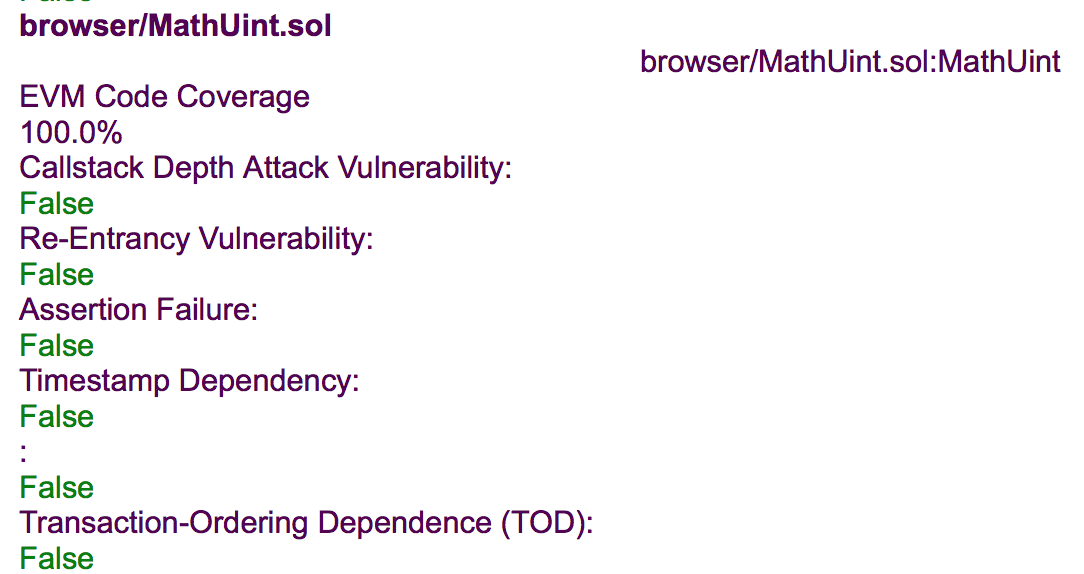 browser/MathUint.sol
browser/MathUint.sol:MathUint
EVM Code Coverage
100.0%
Callstack Depth Attack Vulnerability:
False
Re-Entrancy Vulnerability:
False
Assertion Failure:
False
Timestamp Dependency:
False
:
False
Transaction-Ordering Dependence (TOD):
False